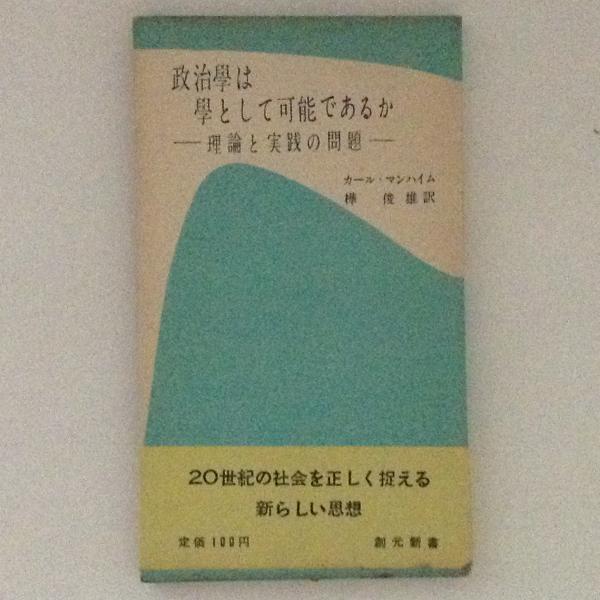 政治學は
學として可能であるか
―理論と実践の問題―
カール・マンハイム
樺 俊雄訳
20世紀の社会を正しく捉える
新らしい思想
定価100円 創元新書